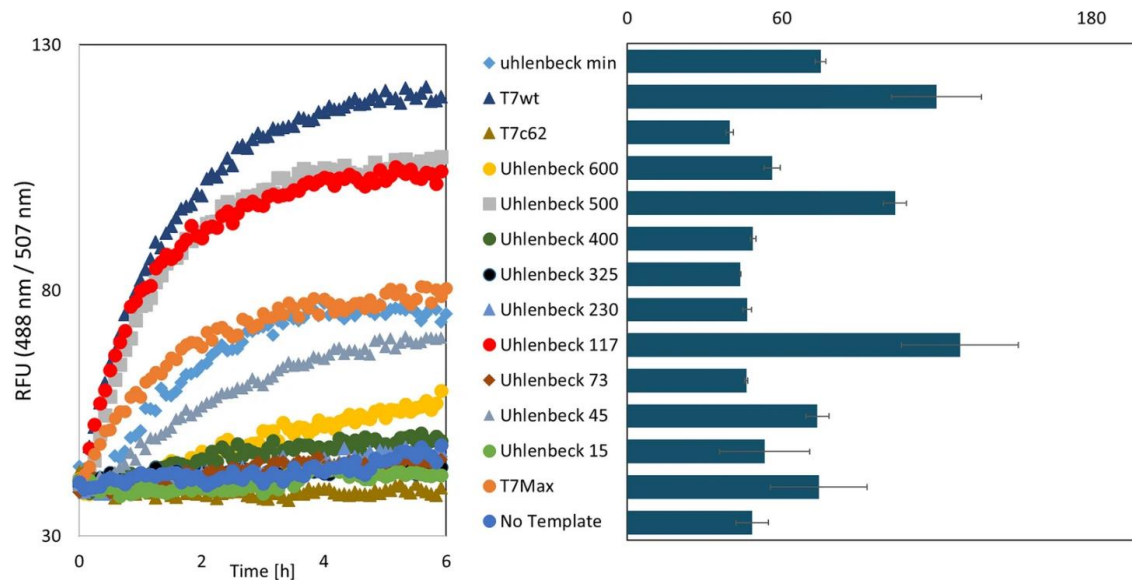 0 60 180
130
80
30
RFU (488 nm / 507 nm)
uhlenbeck min
T7wt
T7c62
Uhlenbeck 600
Uhlenbeck 500
Uhlenbeck 400
Uhlenbeck 325
Uhlenbeck 230
Uhlenbeck 117
Uhlenbeck 73
Uhlenbeck 45
Uhlenbeck 15
T7Max
No Template
0 2 4 6
Time [h]